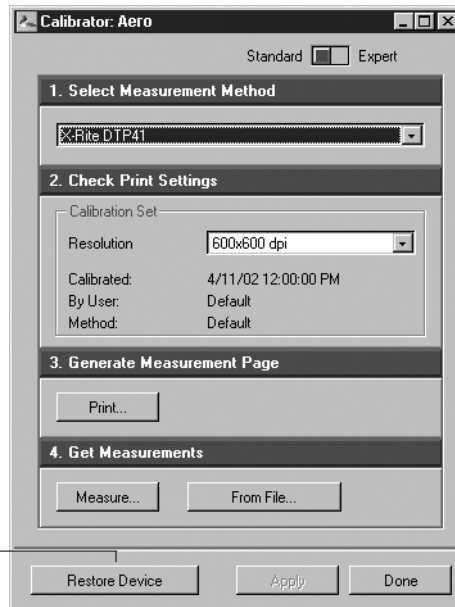 Calibrator: Aero
Standard Expert
1. Select Measurement Method
X-Rite DTP41
2. Check Print Settings
Calibration Set
Resolution 600x600 dpi
Calibrated: 4/11/02 12:00:00 PM
By User: Default
Method: Default
3. Generate Measurement Page
Print...
4. Get Measurements
Measure... From File...
Restore Device Apply Done